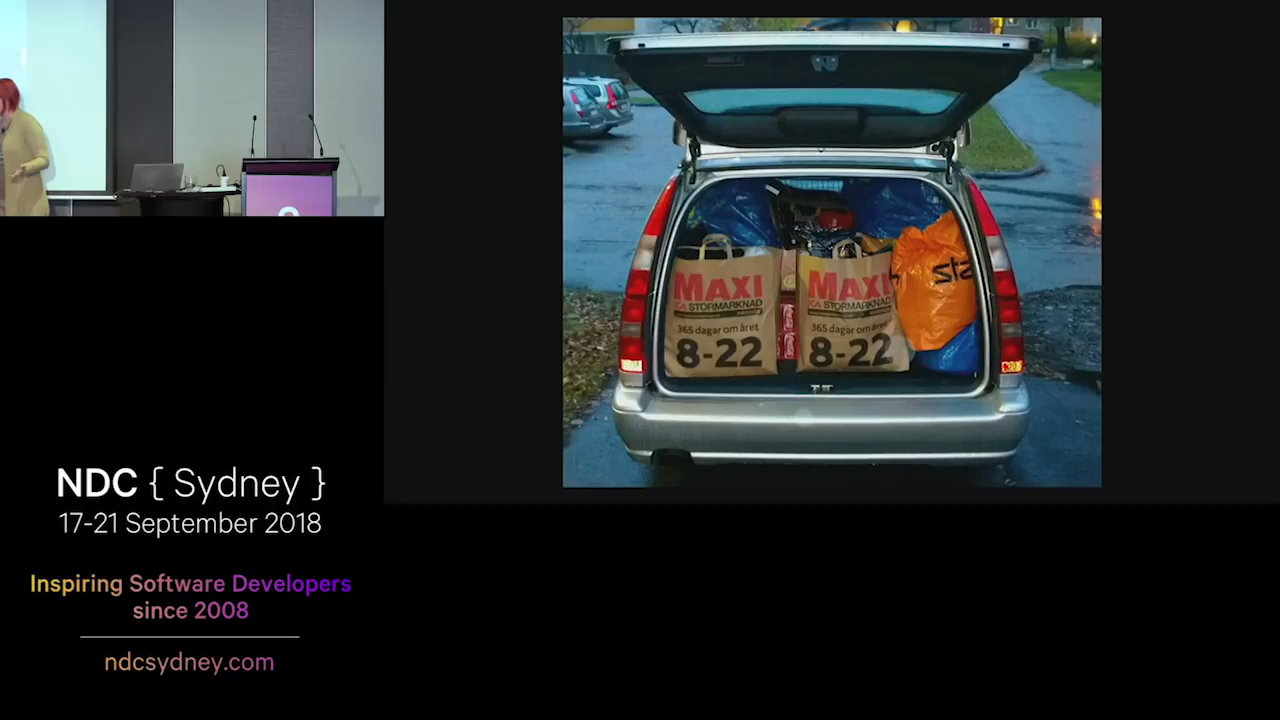 NDC { Sydney }
17-21 September 2018
Inspiring Software Developers
since 2008
ndcsydney.com
MAXI
ICA STORMARKNAD
365 dagar om året
8-22
MAXI
ICA STORMARKNAD
365 dagar om året
8-22